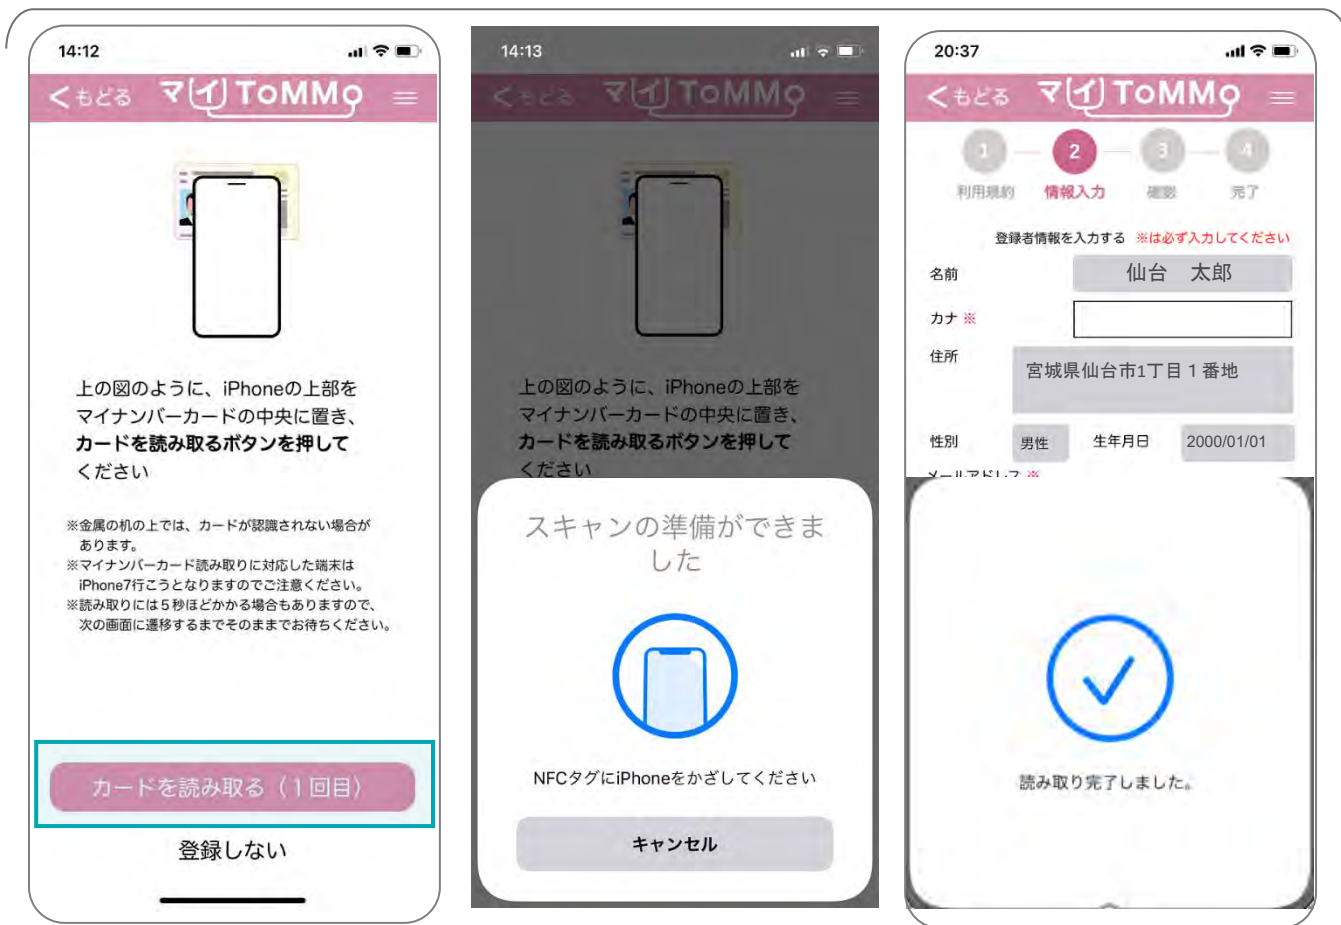 14:12
くもどる マイ ToMMo
上の図のように、iPhoneの上部を
マイナンバーカードの中央に置き、
カードを読み取るボタンを押して
ください
※金属の机の上では、カードが認識されない場合が
あります。
※マイナンバーカード読み取りに対応した端末は
iPhone7行こうとなりますのでご注意ください。
※読み取りには5秒ほどかかる場合もありますので、
次の画面に遷移するまでそのままでお待ちください。
カードを読み取る(1回目)
登録しない
14:13
くもどる マイ ToMMo
上の図のように、iPhoneの上部を
マイナンバーカードの中央に置き、
カードを読み取るボタンを押して
ください
スキャンの準備ができま
した
NFCタグにiPhoneをかざしてください
キャンセル
20:37
くもどる マイ ToMMo
1 2 3 4
利用規約 情報入力 確認 完了
登録者情報を入力する ※は必ず入力してください
名前 仙台 太郎
カナ ※
住所 宮城県仙台市1丁目1番地
性別 男性 生年月日 2000/01/01
メールアドレス ※
読み取り完了しました。